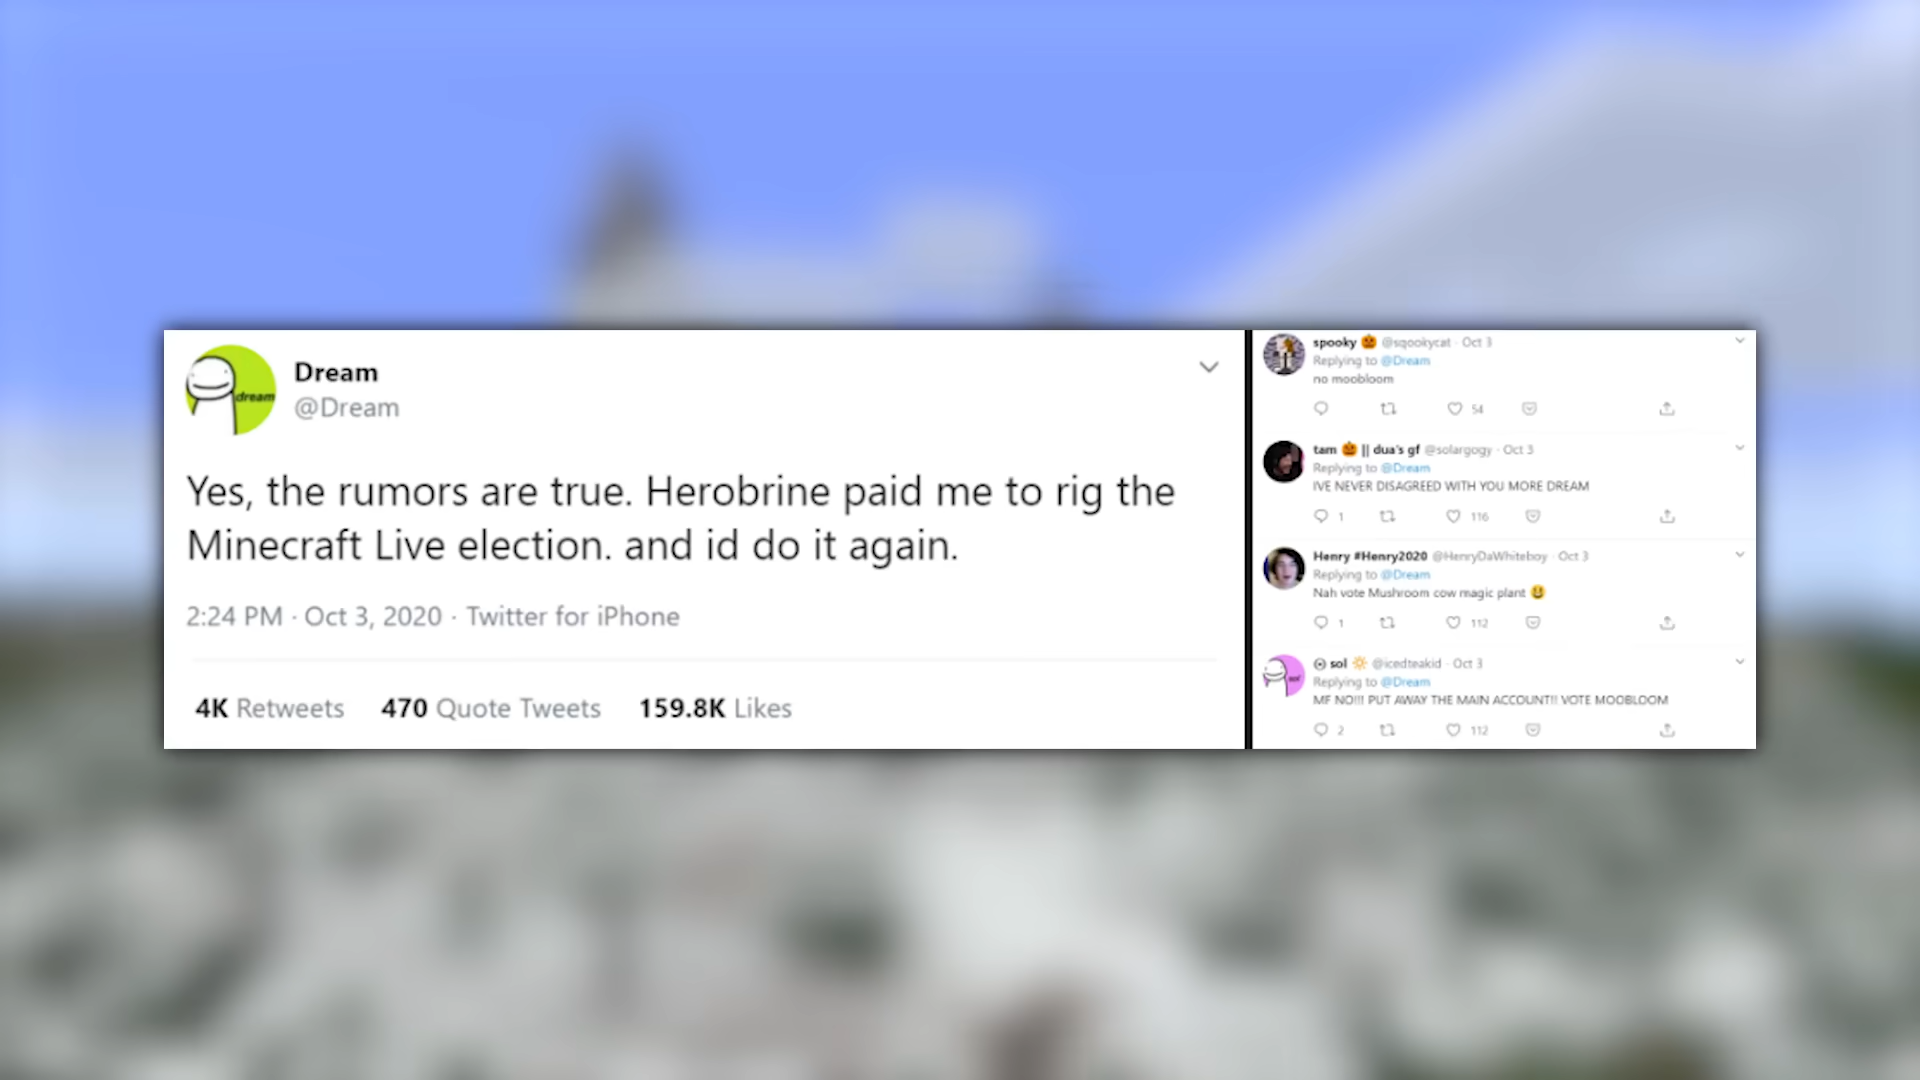 dream
Dream
@Dream
Yes, the rumors are true. Herobrine paid me to rig the
Minecraft Live election. and id do it again.
2:24 PM · Oct 3, 2020 · Twitter for iPhone
4K Retweets 470 Quote Tweets 159.8K Likes
spooky 🎃 @sqookycat · Oct 3
Replying to @Dream
no moobloom
54
tam 🎃 || dua's gf @solargogy · Oct 3
Replying to @Dream
IVE NEVER DISAGREED WITH YOU MORE DREAM
1 116
Henry #Henry2020 @HenryDaWhiteboy · Oct 3
Replying to @Dream
Nah vote Mushroom cow magic plant 😃
1 112
sol
☉ sol 🔆 @icedteakid · Oct 3
Replying to @Dream
MF NO!!! PUT AWAY THE MAIN ACCOUNT!! VOTE MOOBLOOM
2 112